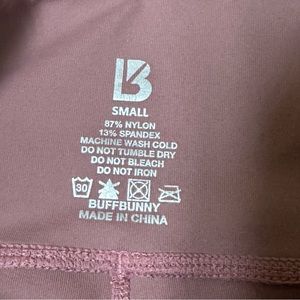 B
SMALL
87% NYLON
13% SPANDEX
MACHINE WASH COLD
DO NOT TUMBLE DRY
DO NOT BLEACH
DO NOT IRON
30
BUFFBUNNY
MADE IN CHINA